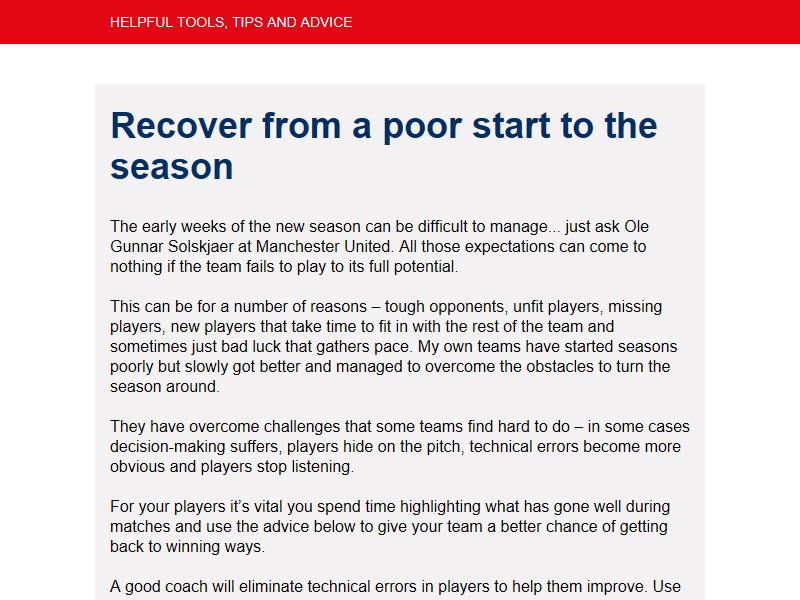 HELPFUL TOOLS, TIPS AND ADVICE
Recover from a poor start to the
season
The early weeks of the new season can be difficult to manage... just ask Ole
Gunnar Solskjaer at Manchester United. All those expectations can come to
nothing if the team fails to play to its full potential.
This can be for a number of reasons – tough opponents, unfit players, missing
players, new players that take time to fit in with the rest of the team and
sometimes just bad luck that gathers pace. My own teams have started seasons
poorly but slowly got better and managed to overcome the obstacles to turn the
season around.
They have overcome challenges that some teams find hard to do – in some cases
decision-making suffers, players hide on the pitch, technical errors become more
obvious and players stop listening.
For your players it’s vital you spend time highlighting what has gone well during
matches and use the advice below to give your team a better chance of getting
back to winning ways.
A good coach will eliminate technical errors in players to help them improve. Use